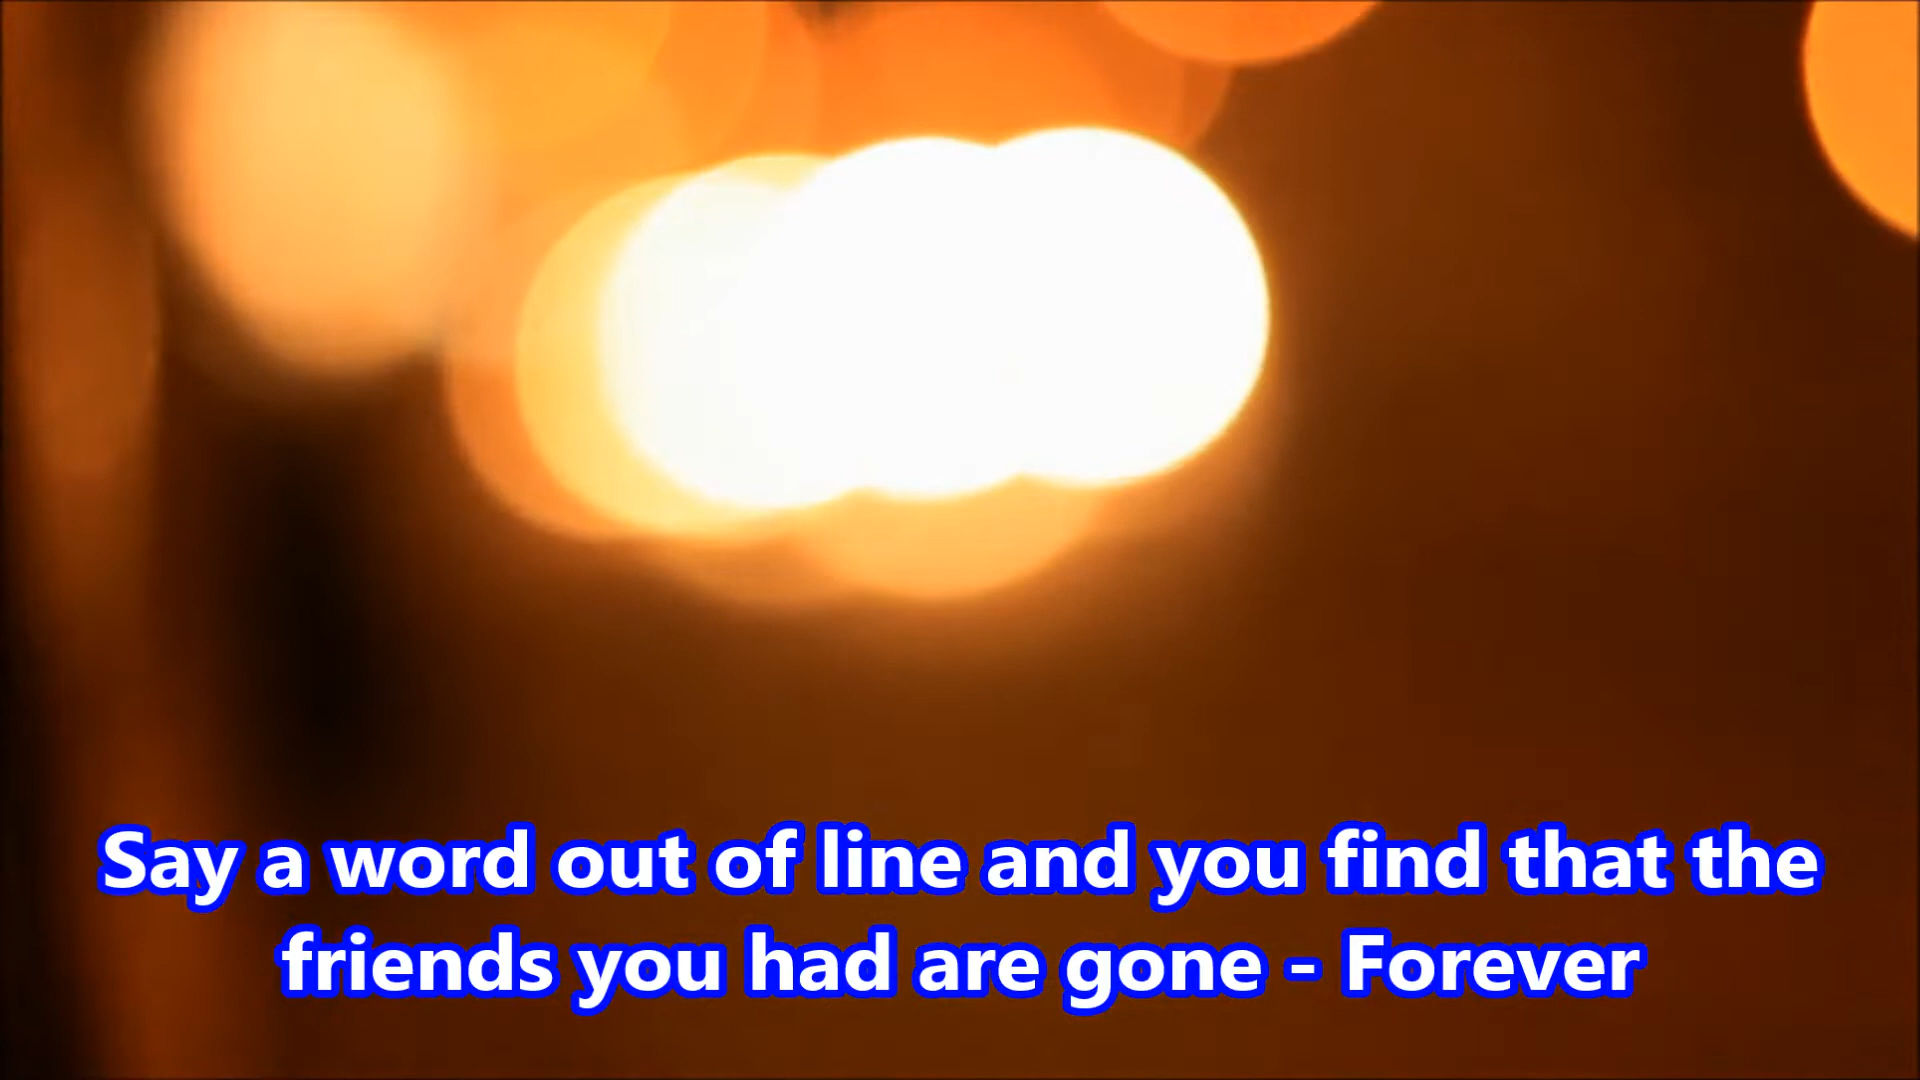 Say a word out of line and you find that the
friends you had are gone - Forever